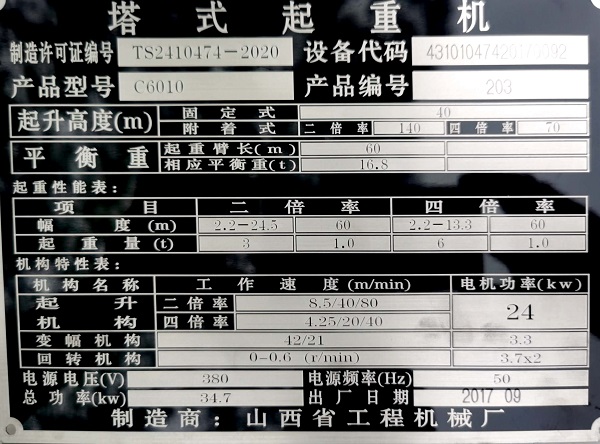 塔式起重机
制造许可证编号 TS2410474-2020 设备代码
产品型号 C6010 产品编号 203
起升高度(m) 固定式 40
附着式 二倍率 140 四倍率 70
平衡重 起重臂长(m) 60
相应平衡重(t) 16.8
起重性能表:
项目 二倍率 四倍率
幅度(m) 2.2-24.5 60 2.2-13.3 60
起重量(t) 3 1.0 6 1.0
机构特性表:
机构名称 工作速度(m/min) 电机功率(kw)
起升机构 二倍率 8.5/40/80 24
四倍率 4.25/20/40
变幅机构 42/21 3.3
回转机构 0-0.6 (r/min) 3.7x2
电源电压(V) 380 电源频率(Hz) 50
总功率(kw) 34.7 出厂日期 2017 09
制造商:山西省工程机械厂